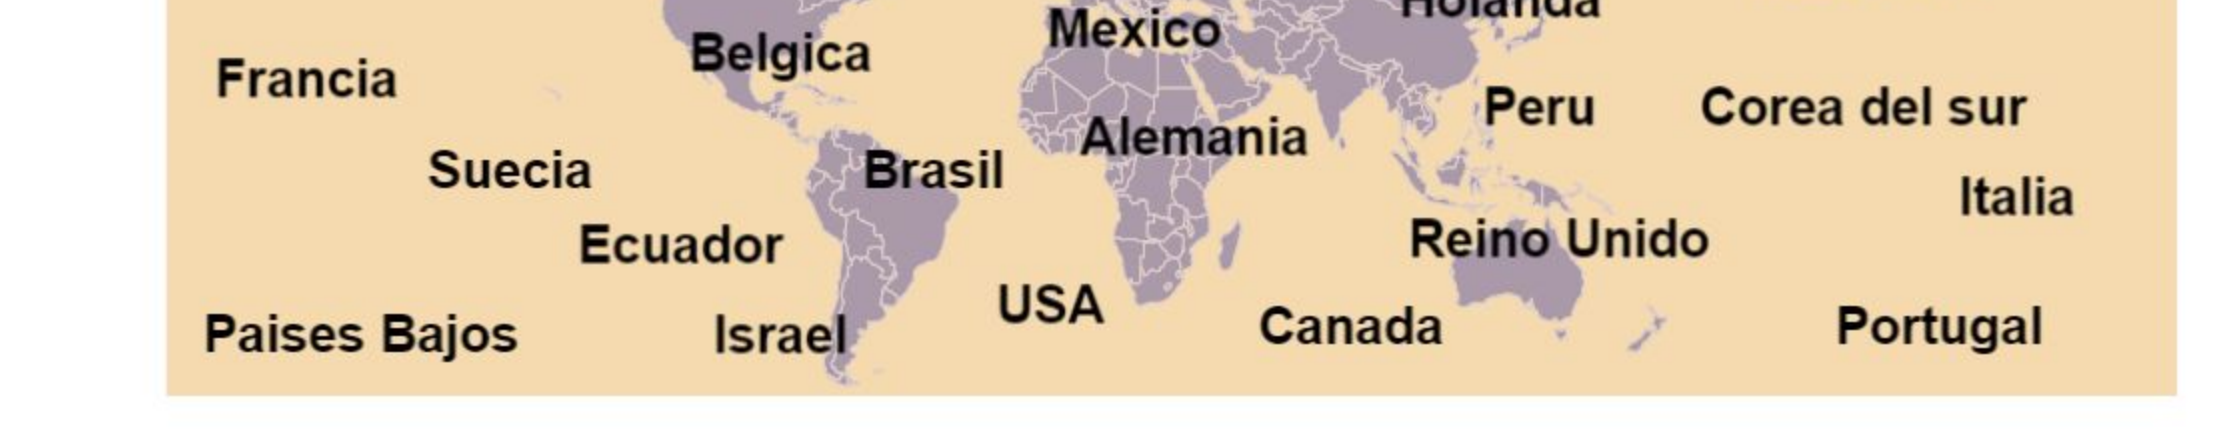 Holanda
Mexico
Belgica
Francia
Peru
Corea del sur
Alemania
Suecia
Brasil
Italia
Ecuador
Reino Unido
USA
Canada
Portugal
Paises Bajos
Israel